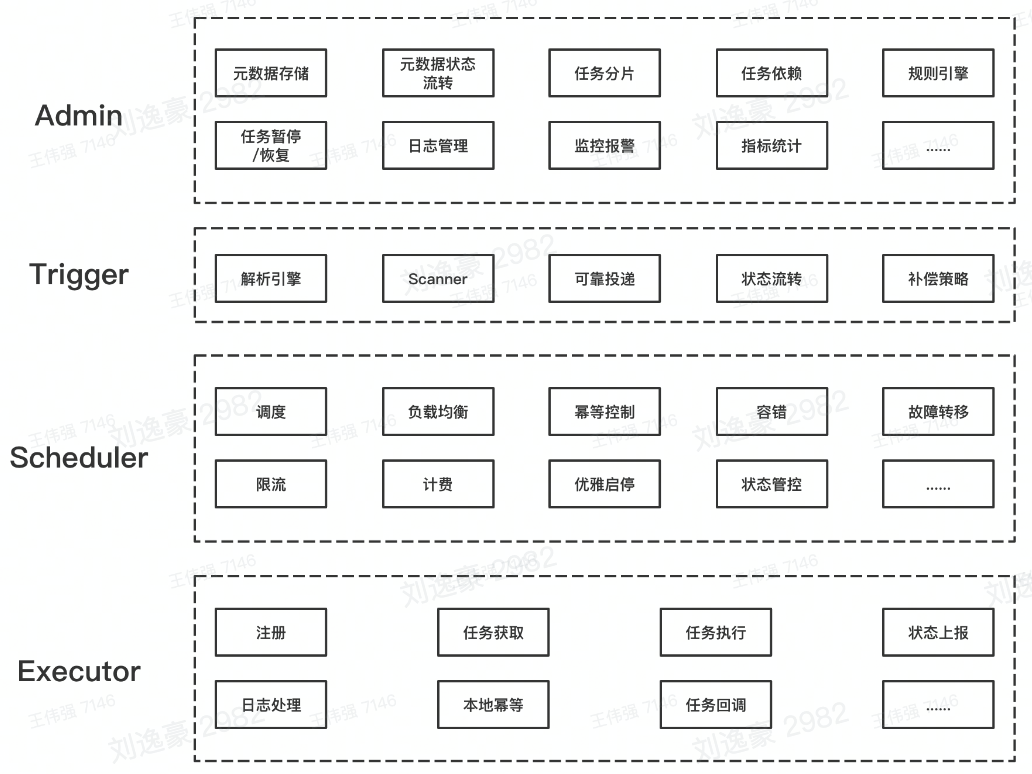 Admin
元数据存储
元数据状态
流转
任务分片
任务依赖
规则引擎
任务暂停
/恢复
日志管理
监控报警
指标统计
......
Trigger
解析引擎
Scanner
可靠投递
状态流转
补偿策略
Scheduler
调度
负载均衡
幂等控制
容错
故障转移
限流
计费
优雅启停
状态管控
......
Executor
注册
任务获取
任务执行
状态上报
日志处理
本地幂等
任务回调
......
王伟强 7146
刘逸豪 2982